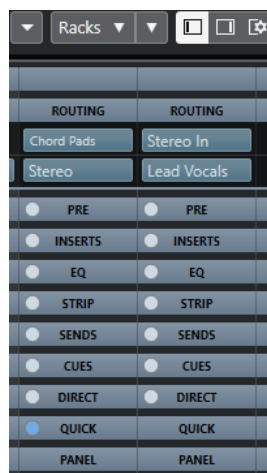 Racks
ROUTING ROUTING
Chord Pads Stereo In
Stereo Lead Vocals
PRE PRE
INSERTS INSERTS
EQ EQ
STRIP STRIP
SENDS SENDS
CUES CUES
DIRECT DIRECT
QUICK QUICK
PANEL PANEL